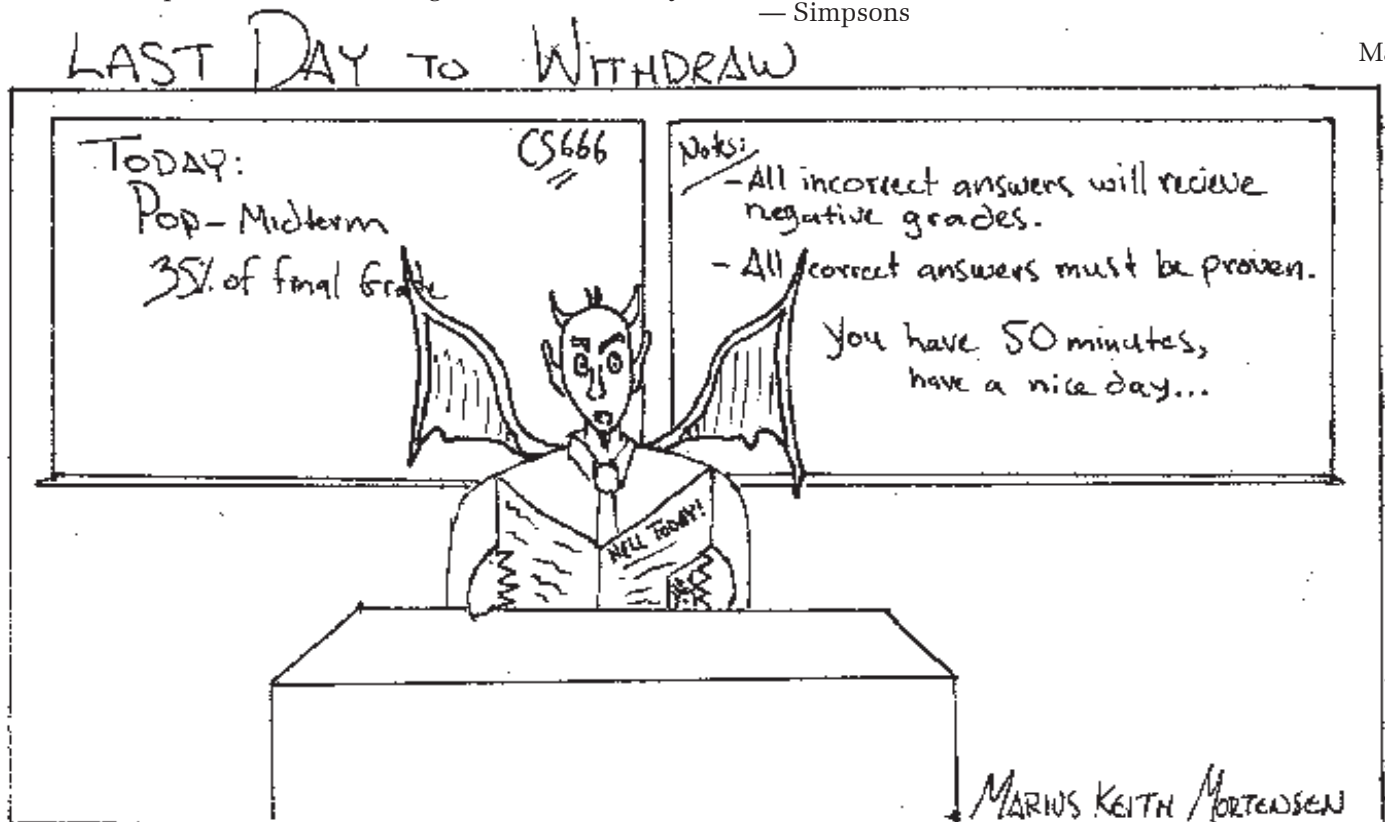 — Simpsons
LAST DAY TO WITHDRAW
TODAY:
Pop-Midterm
35% of final Grade
CS666
Notes:
-All incorrect answers will recieve
negative grades.
- All correct answers must be proven.
You have 50 minutes,
have a nice day...
HELL TODAY!
MARIUS KEITH MORTENSEN